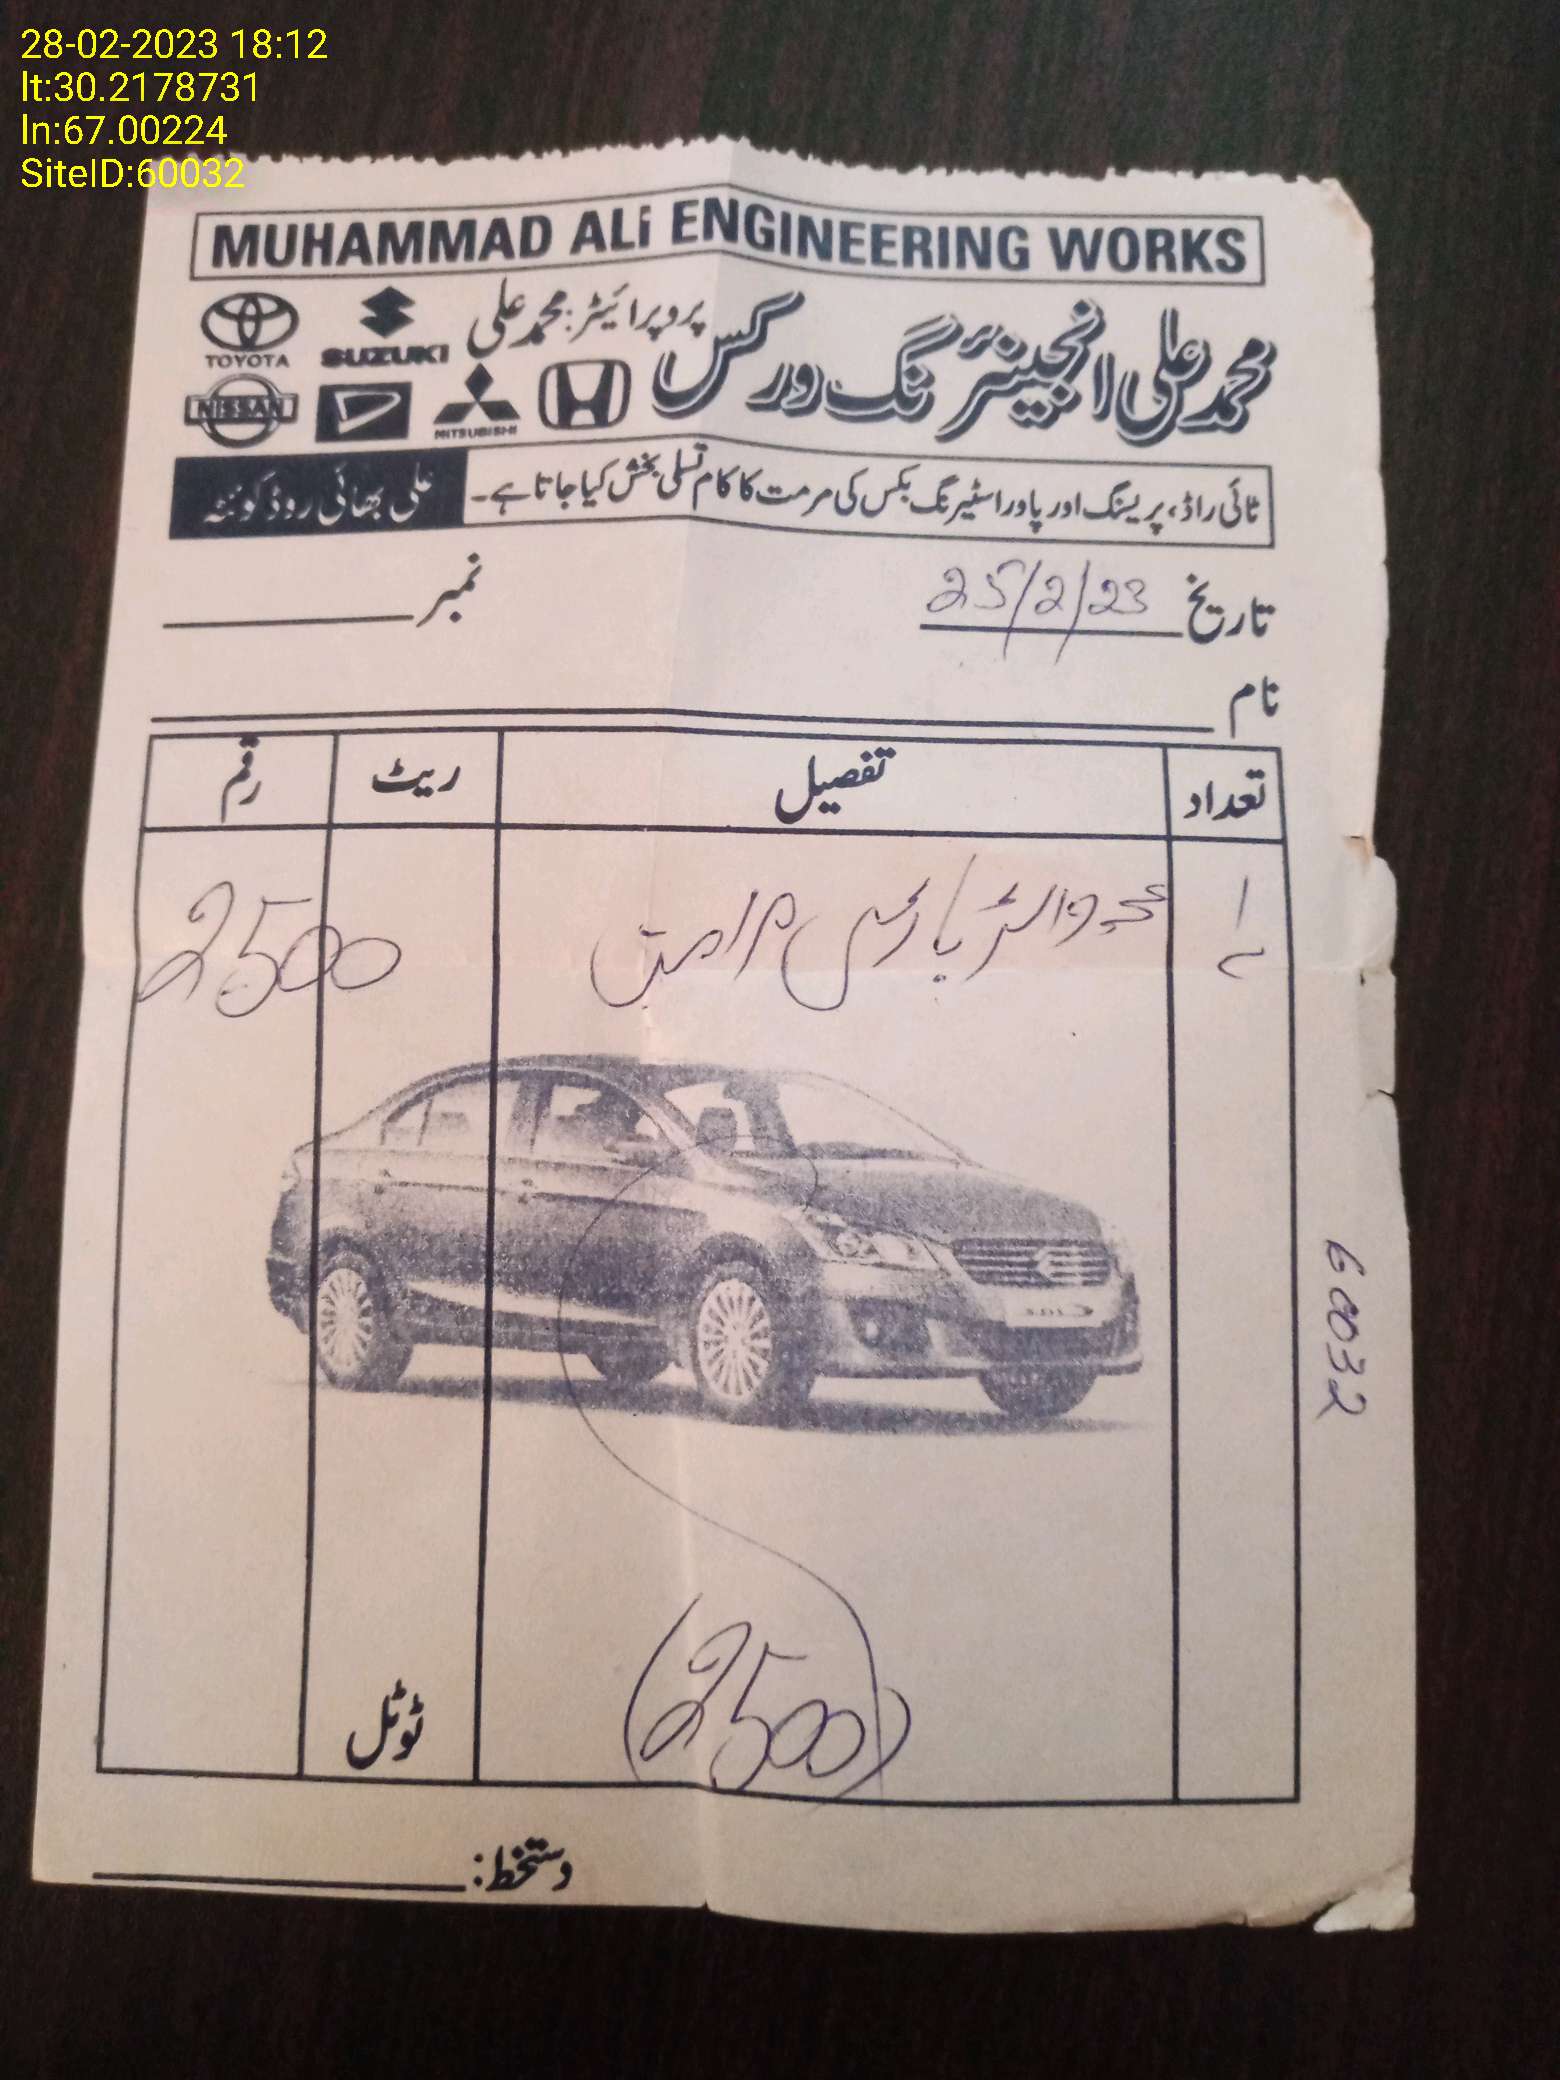 28-02-2023 18:12
lt:30.2178731
ln:67.00224
SiteID:60032
MUHAMMAD ALi ENGINEERING WORKS
محمد علی انجینئرنگ ورکس
پروپرائیٹر: محمد علی
TOYOTA SUZUKI
NISSAN MITSUBISHI
ٹائی راڈ، پریسنگ اور پاور اسٹیرنگ بکس کی مرمت کا کام تسلی بخش کیا جاتا ہے۔
علی بھائی روڈ کوئٹہ
تاریخ 25/2/23 نمبر
نام
تعداد تفصیل ریٹ رقم
2500
60032
(2500)
ٹوٹل
دستخط: